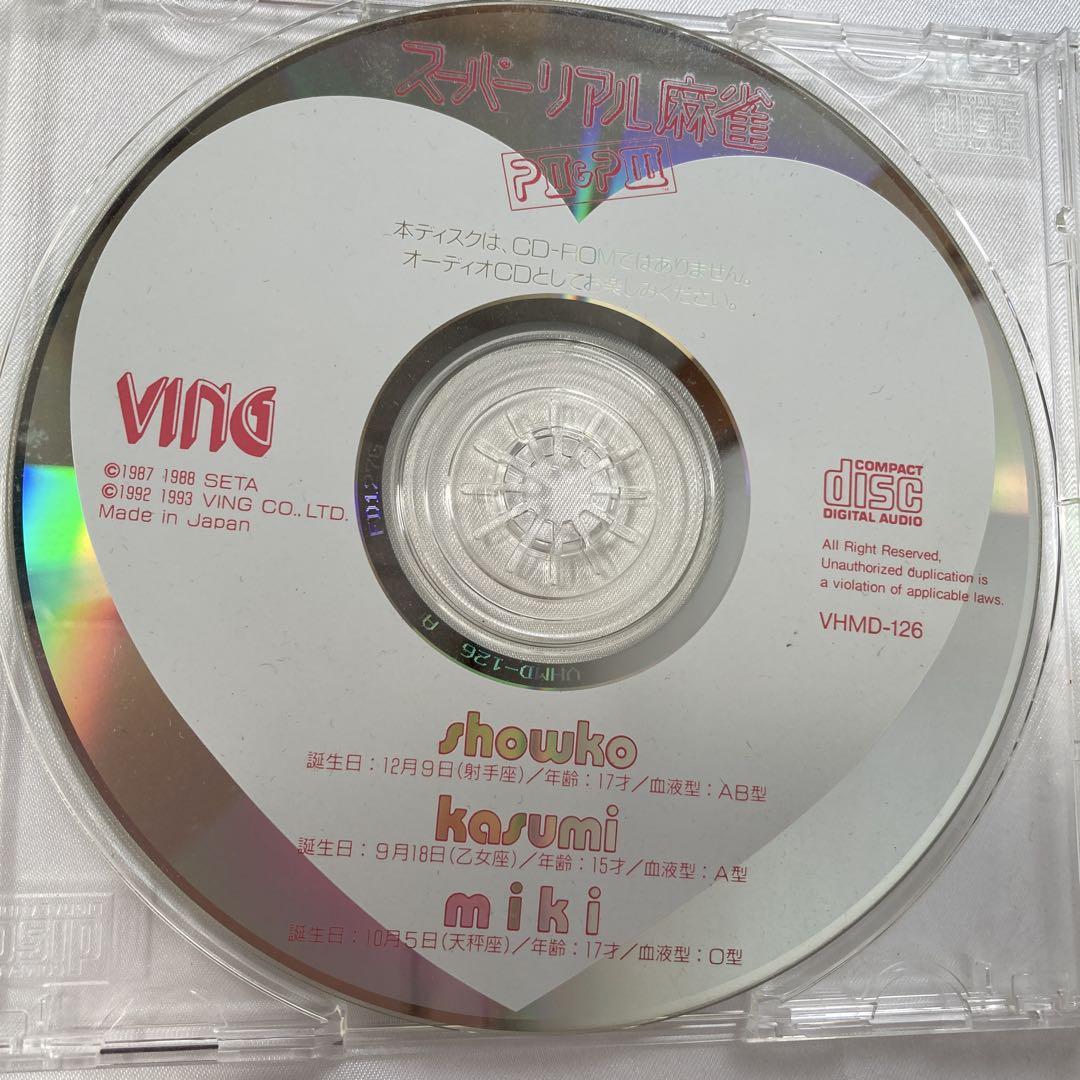 スーパーリアル麻雀
PII&PIII
本ディスクは、CD-ROMではありません。
オーディオCDとしてお楽しみください。
VING
©1987 1988 SETA
©1992 1993 VING CO., LTD.
Made in Japan
COMPACT
disc
DIGITAL AUDIO
All Right Reserved,
Unauthorized duplication is
a violation of applicable laws.
VHMD-126
VHMD-126 A
showko
誕生日:12月9日(射手座)/年齢:17才/血液型:AB型
kasumi
誕生日:9月18日(乙女座)/年齢:15才/血液型:A型
miki
誕生日:10月5日(天秤座)/年齢:17才/血液型:O型